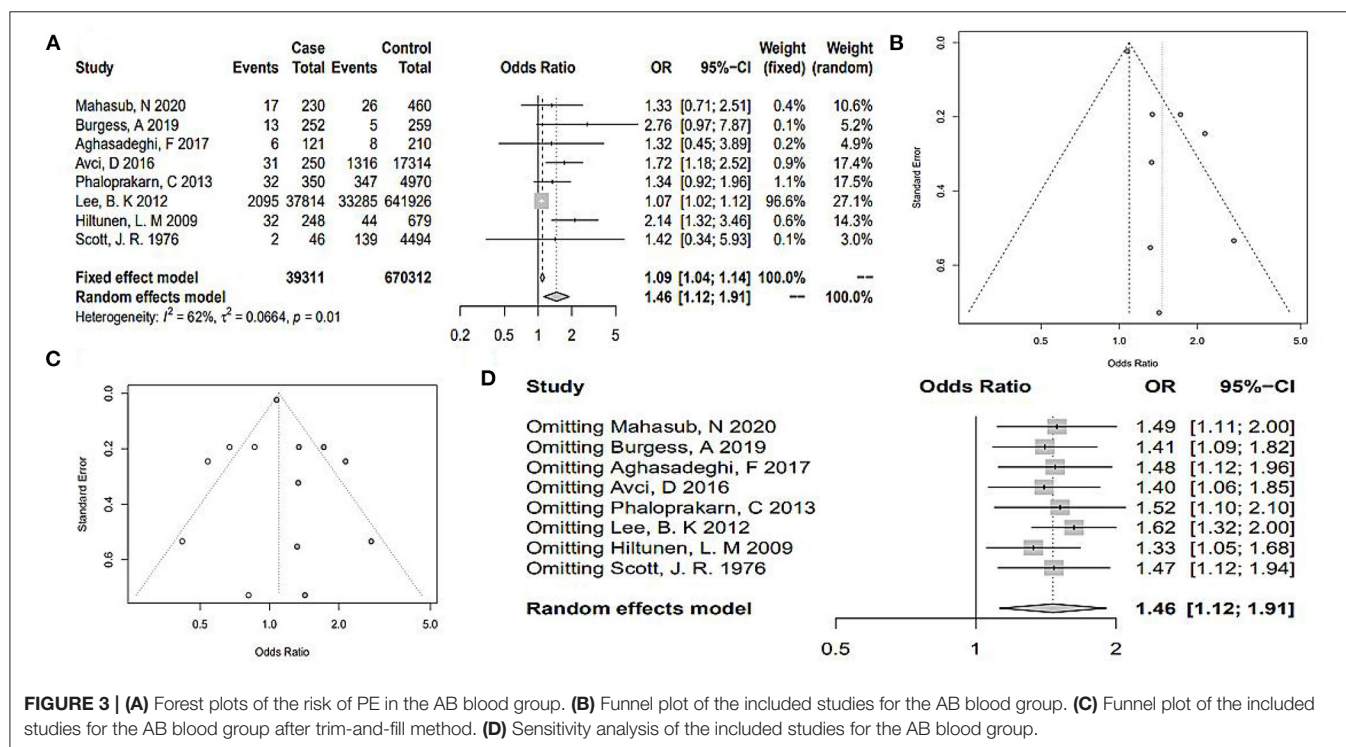 (A)
Case Control Weight Weight
Study Events Total Events Total Odds Ratio OR 95%−CI (fixed) (random)
Mahasub, N 2020 17 230 26 460 1.33 [0.71; 2.51] 0.4% 10.6%
Burgess, A 2019 13 252 5 259 2.76 [0.97; 7.87] 0.1% 5.2%
Aghasadeghi, F 2017 6 121 8 210 1.32 [0.45; 3.89] 0.2% 4.9%
Avci, D 2016 31 250 1316 17314 1.72 [1.18; 2.52] 0.9% 17.4%
Phaloprakarn, C 2013 32 350 347 4970 1.34 [0.92; 1.96] 1.1% 17.5%
Lee, B. K 2012 2095 37814 33285 641926 1.07 [1.02; 1.12] 96.6% 27.1%
Hiltunen, L. M 2009 32 248 44 679 2.14 [1.32; 3.46] 0.6% 14.3%
Scott, J. R. 1976 2 46 139 4494 1.42 [0.34; 5.93] 0.1% 3.0%
Fixed effect model 39311 670312 1.09 [1.04; 1.14] 100.0% −−
Random effects model 1.46 [1.12; 1.91] −− 100.0%
Heterogeneity: I² = 62%, τ² = 0.0664, p = 0.01
0.2 0.5 1 2 5
(B)
Standard Error
0.0
0.2
0.4
0.6
0.5 1.0 2.0 5.0
Odds Ratio
(C)
Standard Error
0.0
0.2
0.4
0.6
0.5 1.0 2.0 5.0
Odds Ratio
(D)
Study Odds Ratio OR 95%−CI
Omitting Mahasub, N 2020 1.49 [1.11; 2.00]
Omitting Burgess, A 2019 1.41 [1.09; 1.82]
Omitting Aghasadeghi, F 2017 1.48 [1.12; 1.96]
Omitting Avci, D 2016 1.40 [1.06; 1.85]
Omitting Phaloprakarn, C 2013 1.52 [1.10; 2.10]
Omitting Lee, B. K 2012 1.62 [1.32; 2.00]
Omitting Hiltunen, L. M 2009 1.33 [1.05; 1.68]
Omitting Scott, J. R. 1976 1.47 [1.12; 1.94]
Random effects model 1.46 [1.12; 1.91]
0.5 1 2
FIGURE 3 | (A) Forest plots of the risk of PE in the AB blood group. (B) Funnel plot of the included studies for the AB blood group. (C) Funnel plot of the included
studies for the AB blood group after trim-and-fill method. (D) Sensitivity analysis of the included studies for the AB blood group.